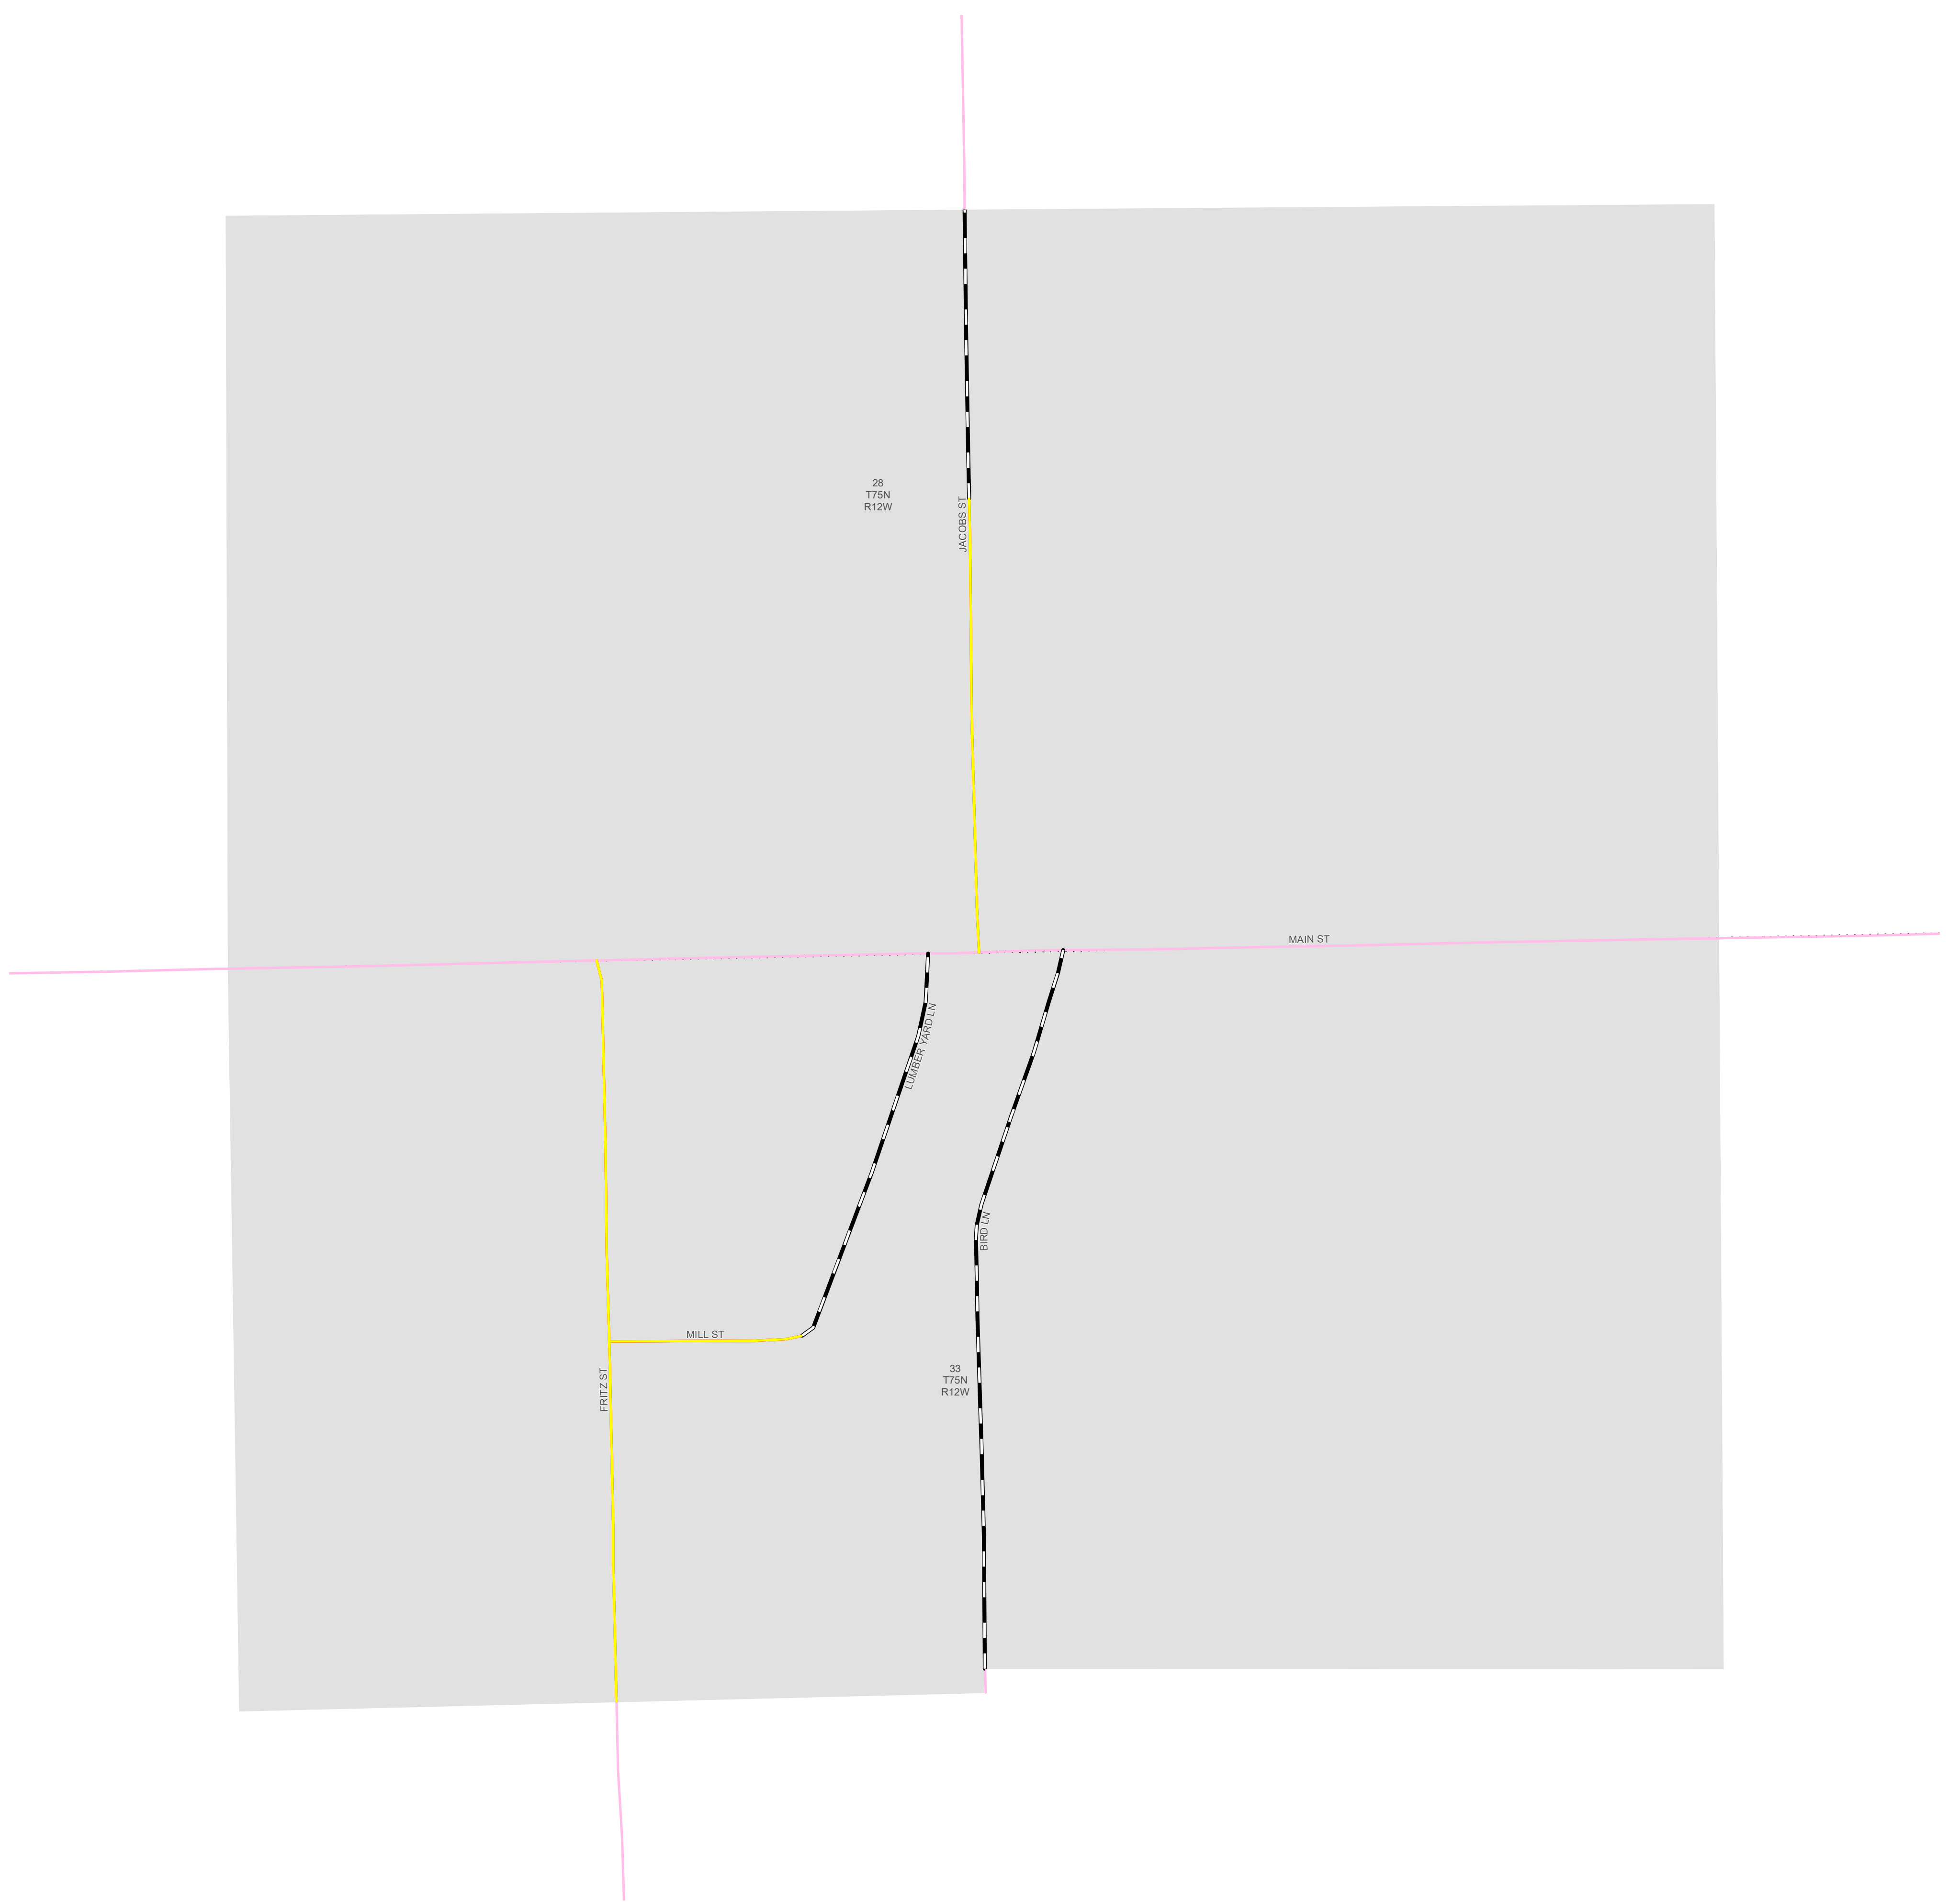 28
T75N
R12W
JACOBS ST
MAIN ST
LUMBER YARD LN
BIRD LN
MILL ST
FRITZ ST
33
T75N
R12W